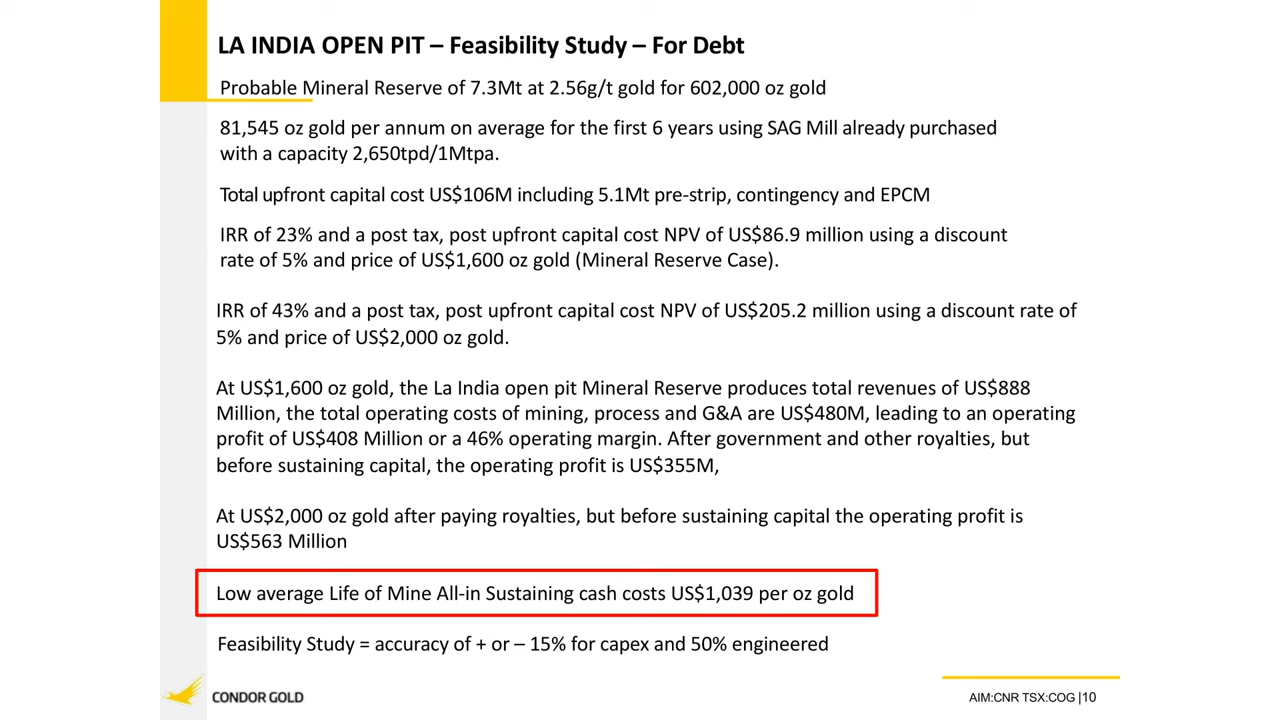 LA INDIA OPEN PIT – Feasibility Study – For Debt
Probable Mineral Reserve of 7.3Mt at 2.56g/t gold for 602,000 oz gold
81,545 oz gold per annum on average for the first 6 years using SAG Mill already purchased
with a capacity 2,650tpd/1Mtpa.
Total upfront capital cost US$106M including 5.1Mt pre-strip, contingency and EPCM
IRR of 23% and a post tax, post upfront capital cost NPV of US$86.9 million using a discount
rate of 5% and price of US$1,600 oz gold (Mineral Reserve Case).
IRR of 43% and a post tax, post upfront capital cost NPV of US$205.2 million using a discount rate of
5% and price of US$2,000 oz gold.
At US$1,600 oz gold, the La India open pit Mineral Reserve produces total revenues of US$888
Million, the total operating costs of mining, process and G&A are US$480M, leading to an operating
profit of US$408 Million or a 46% operating margin. After government and other royalties, but
before sustaining capital, the operating profit is US$355M,
At US$2,000 oz gold after paying royalties, but before sustaining capital the operating profit is
US$563 Million
Low average Life of Mine All-in Sustaining cash costs US$1,039 per oz gold
Feasibility Study = accuracy of + or – 15% for capex and 50% engineered
CONDOR GOLD
AIM:CNR TSX:COG |10